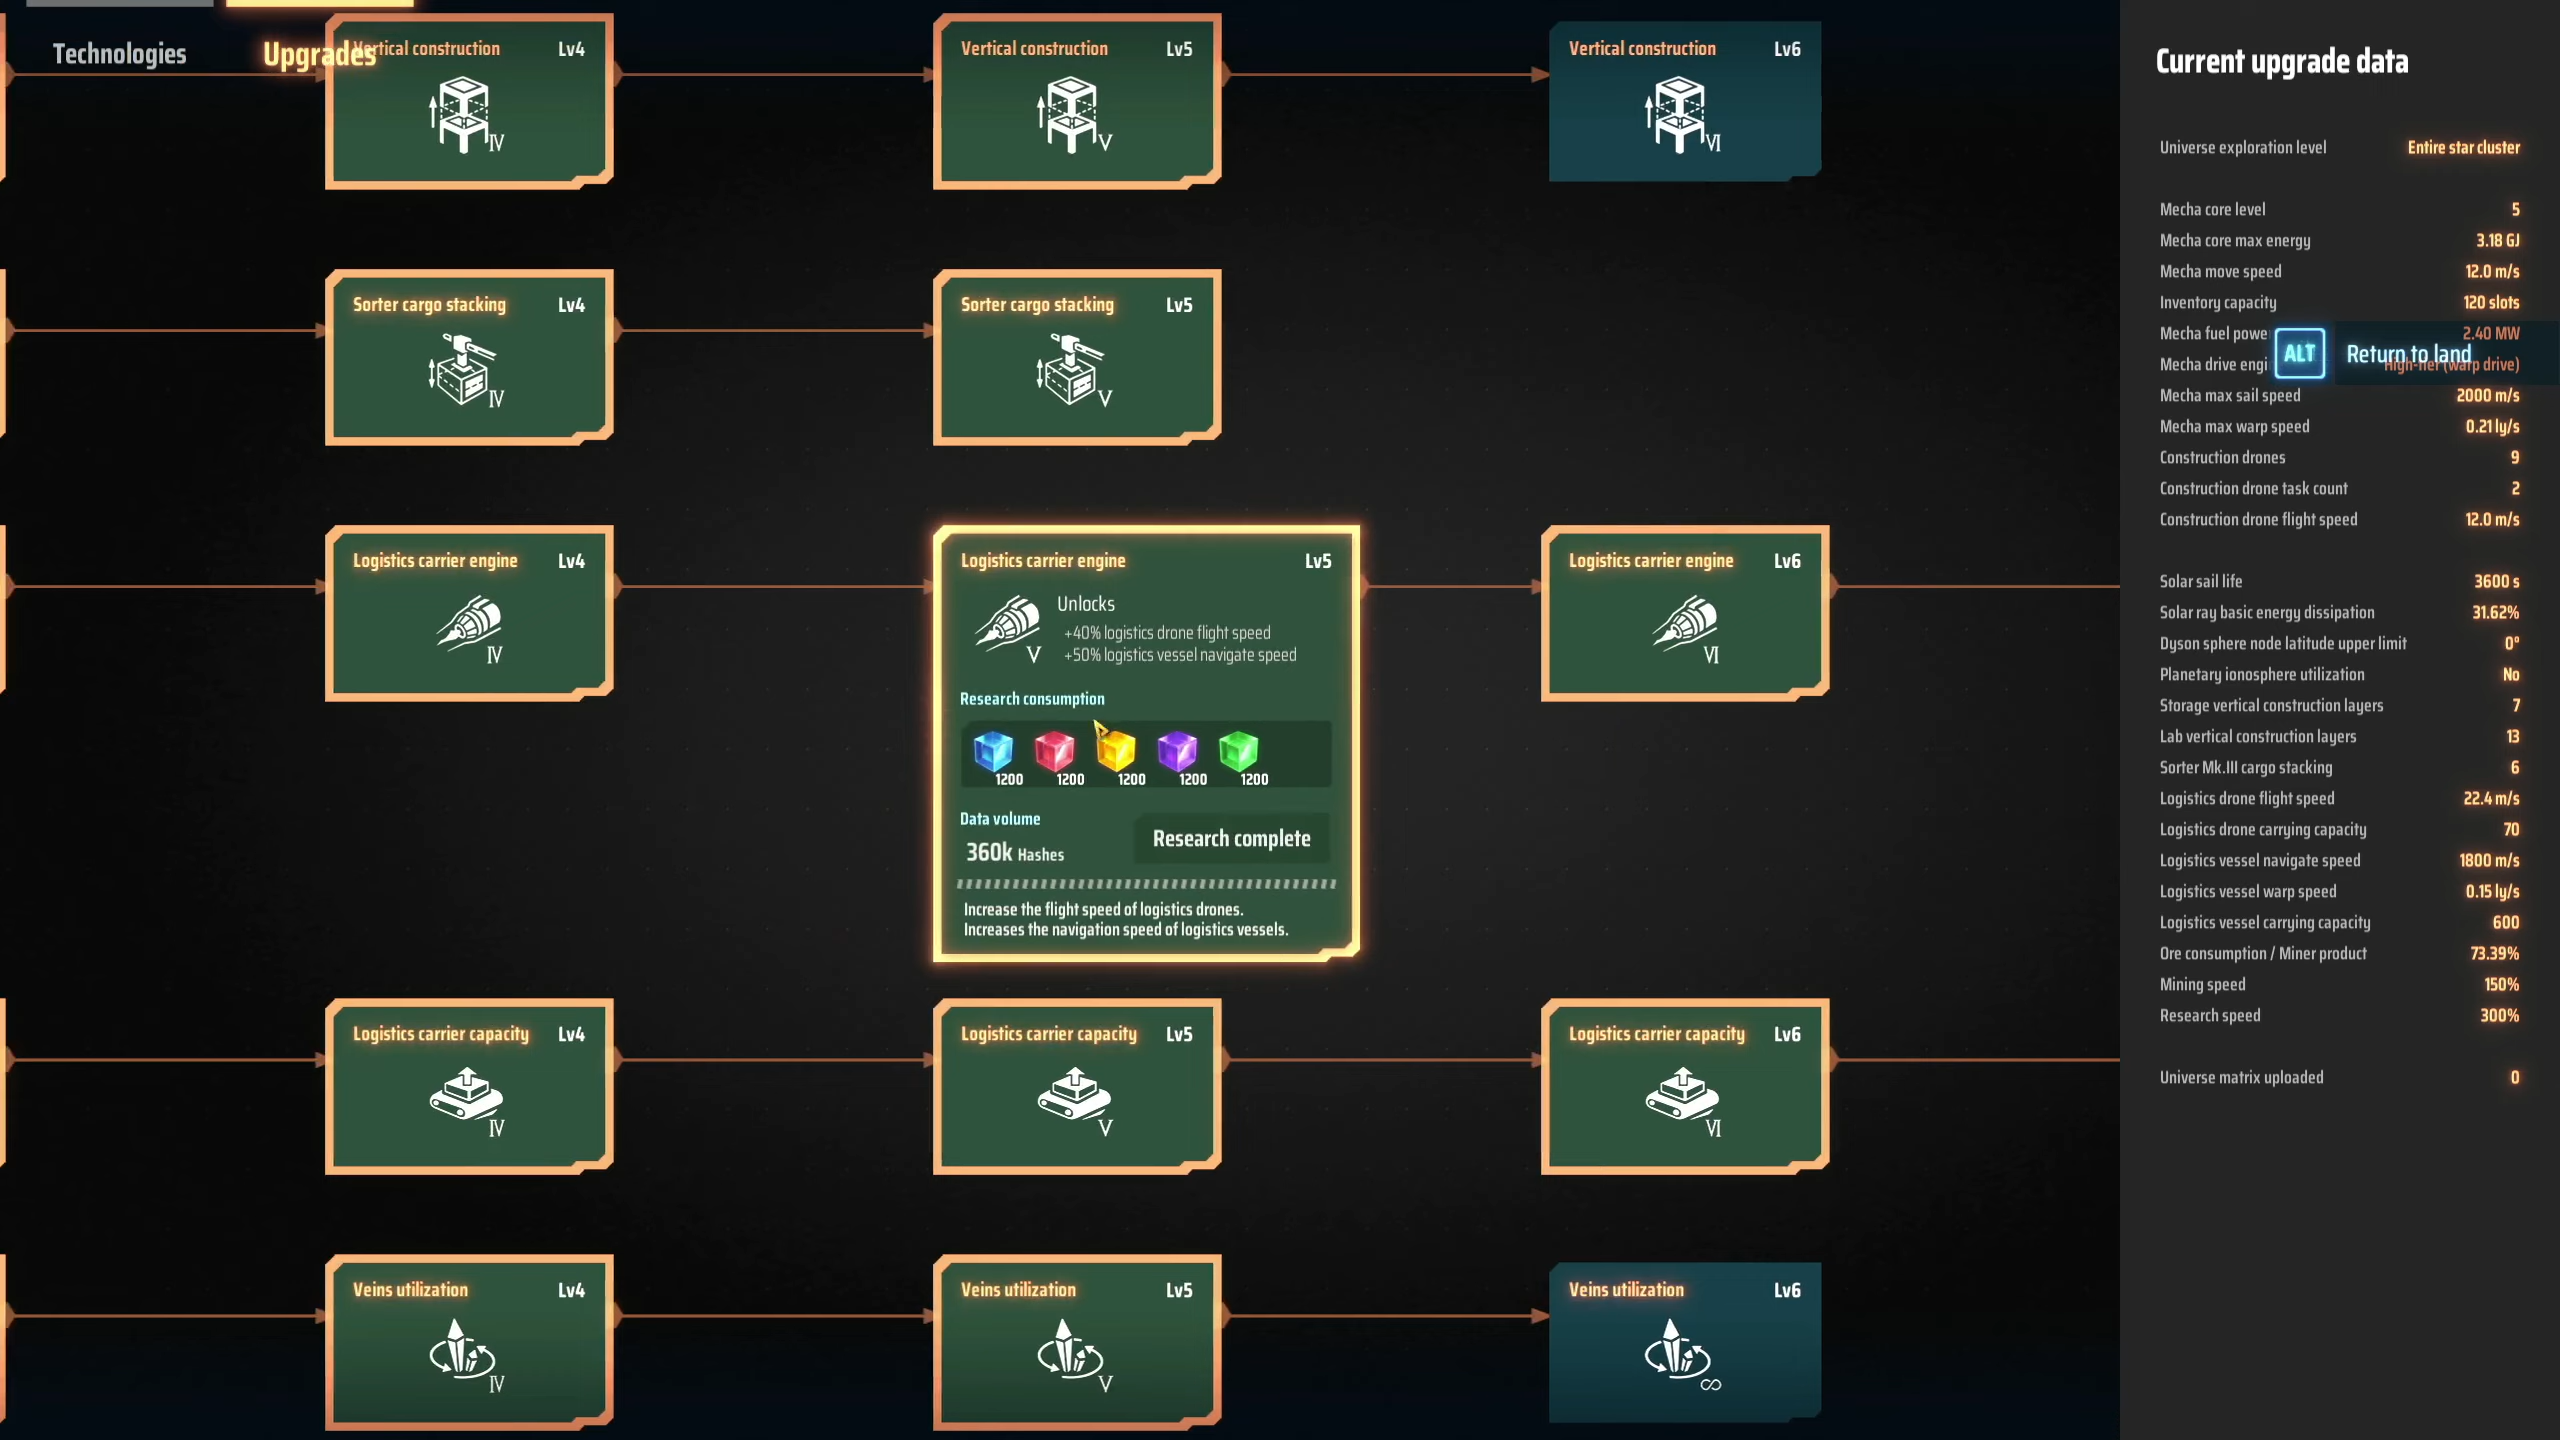 Technologies
Upgrades
Vertical construction Lv4
IV
Vertical construction Lv5
V
Vertical construction Lv6
VI
Sorter cargo stacking Lv4
IV
Sorter cargo stacking Lv5
V
Logistics carrier engine Lv4
IV
Logistics carrier engine Lv5
V
Unlocks
+40% logistics drone flight speed
+50% logistics vessel navigate speed
Research consumption
1200 1200 1200 1200 1200
Data volume
360k Hashes
Research complete
Increase the flight speed of logistics drones.
Increases the navigation speed of logistics vessels.
Logistics carrier engine Lv6
VI
Logistics carrier capacity Lv4
IV
Logistics carrier capacity Lv5
V
Logistics carrier capacity Lv6
VI
Veins utilization Lv4
IV
Veins utilization Lv5
V
Veins utilization Lv6
∞
Current upgrade data
Universe exploration level Entire star cluster
Mecha core level 5
Mecha core max energy 3.18 GJ
Mecha move speed 12.0 m/s
Inventory capacity 120 slots
Mecha fuel powe 2.40 MW
ALT Return to land
Mecha drive engi High-tier (warp drive)
Mecha max sail speed 2000 m/s
Mecha max warp speed 0.21 ly/s
Construction drones 9
Construction drone task count 2
Construction drone flight speed 12.0 m/s
Solar sail life 3600 s
Solar ray basic energy dissipation 31.62%
Dyson sphere node latitude upper limit 0°
Planetary ionosphere utilization No
Storage vertical construction layers 7
Lab vertical construction layers 13
Sorter Mk.III cargo stacking 6
Logistics drone flight speed 22.4 m/s
Logistics drone carrying capacity 70
Logistics vessel navigate speed 1800 m/s
Logistics vessel warp speed 0.15 ly/s
Logistics vessel carrying capacity 600
Ore consumption / Miner product 73.39%
Mining speed 150%
Research speed 300%
Universe matrix uploaded 0